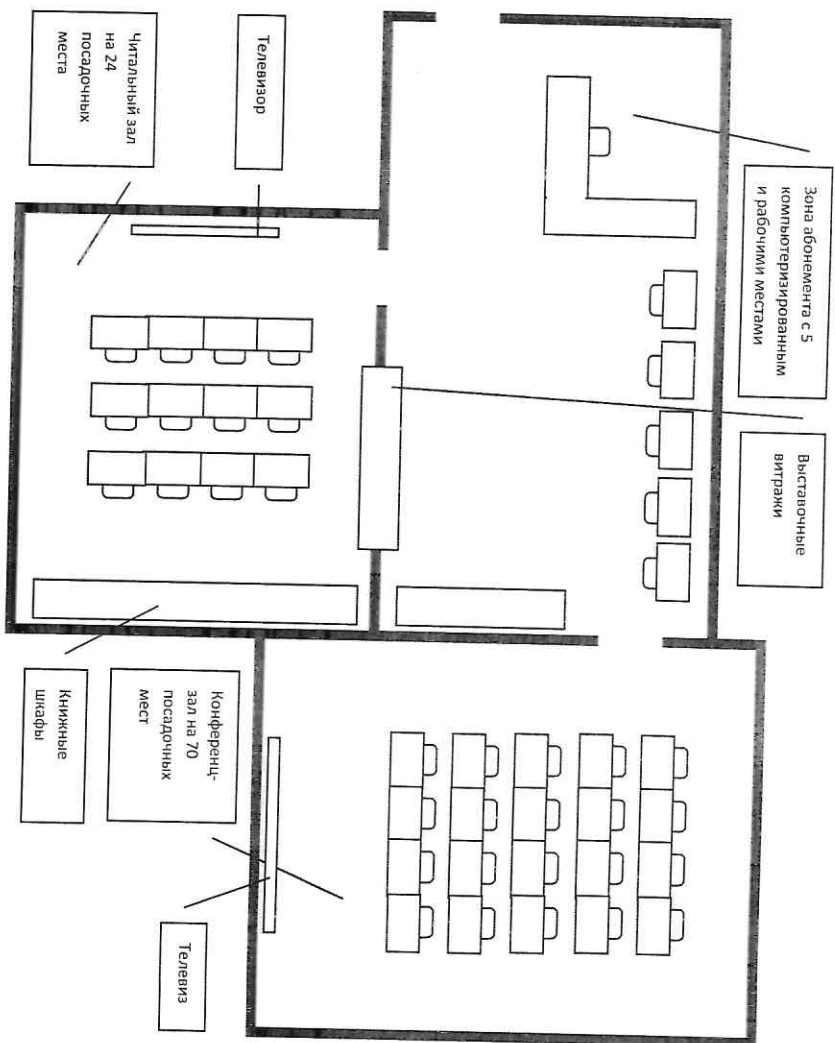 Зона абонемента с 5
компьютеризированным
и рабочими местами
Выставочные
витражи
Телевизор
Читальный зал
на 24
посадочных
места
Конференц-
зал на 70
посадочных
мест
Телевиз
Книжные
шкафы